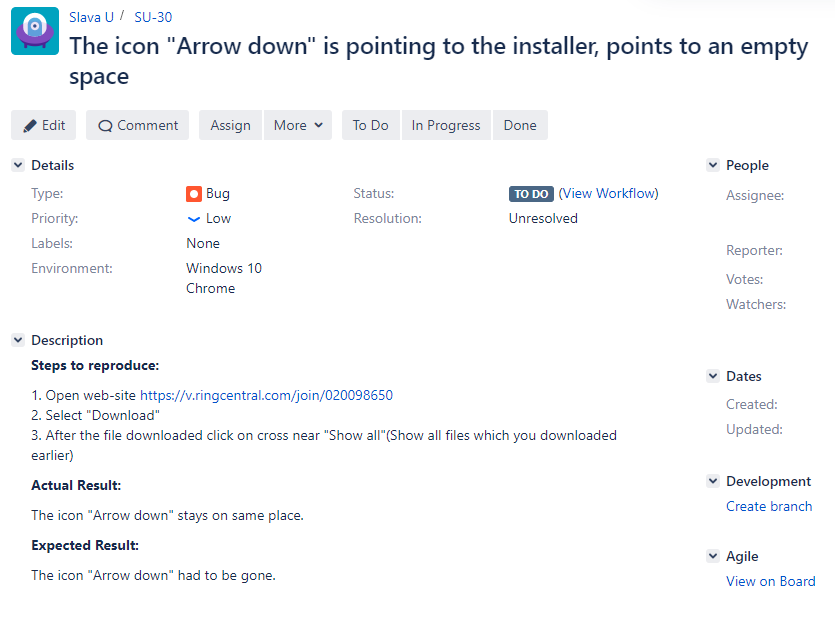 Slava U / SU-30
The icon "Arrow down" is pointing to the installer, points to an empty
space
Edit Comment Assign More To Do In Progress Done
Details
Type: Bug Status: TO DO (View Workflow)
Priority: Low Resolution: Unresolved
Labels: None
Environment: Windows 10
Chrome
Description
Steps to reproduce:
1. Open web-site https://v.ringcentral.com/join/020098650
2. Select "Download"
3. After the file downloaded click on cross near "Show all"(Show all files which you downloaded
earlier)
Actual Result:
The icon "Arrow down" stays on same place.
Expected Result:
The icon "Arrow down" had to be gone.
People
Assignee:
Reporter:
Votes:
Watchers:
Dates
Created:
Updated:
Development
Create branch
Agile
View on Board